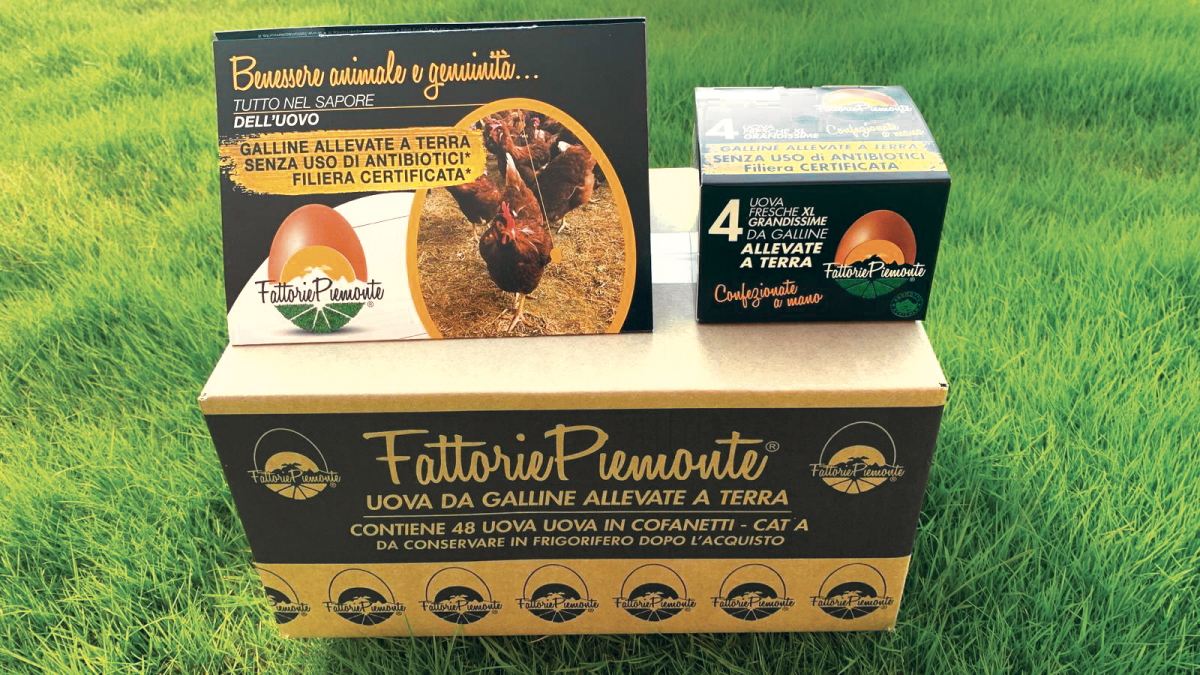 Benessere animale e genuinità...
TUTTO NEL SAPORE
DELL'UOVO
GALLINE ALLEVATE A TERRA
SENZA USO DI ANTIBIOTICI*
FILIERA CERTIFICATA*
FattoriePiemonte®
4
GRANDISSIME
Confezionate
a mano
GALLINE ALLEVATE A TERRA
SENZA USO di ANTIBIOTICI
Filiera CERTIFICATA
4 UOVA
FRESCHE XL
GRANDISSIME
DA GALLINE
ALLEVATE
A TERRA
Confezionate
a mano
FattoriePiemonte®
FattoriePiemonte®
FattoriePiemonte®
FattoriePiemonte®
UOVA DA GALLINE ALLEVATE A TERRA
CONTIENE 48 UOVA UOVA IN COFANETTI - CAT A
DA CONSERVARE IN FRIGORIFERO DOPO L'ACQUISTO
FattoriePiemonte® FattoriePiemonte® FattoriePiemonte® FattoriePiemonte® FattoriePiemonte® FattoriePiemonte®